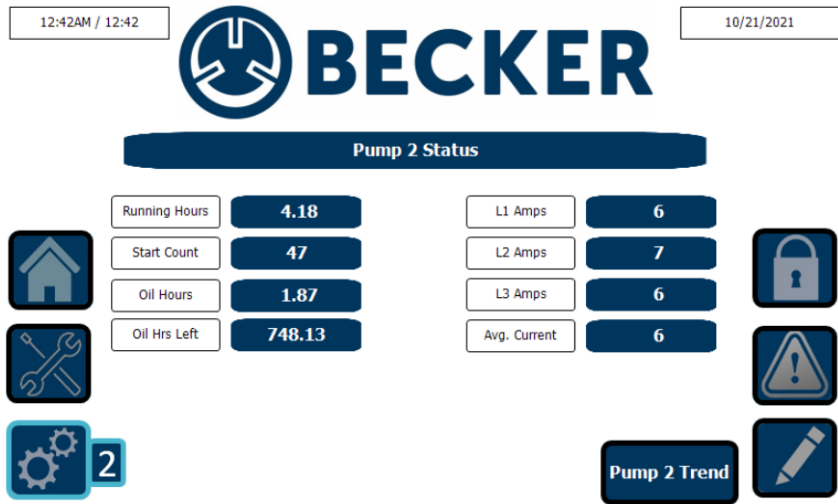 12:42AM / 12:42
BECKER
10/21/2021
Pump 2 Status
Running Hours 4.18 L1 Amps 6
Start Count 47 L2 Amps 7
Oil Hours 1.87 L3 Amps 6
Oil Hrs Left 748.13 Avg. Current 6
2
Pump 2 Trend